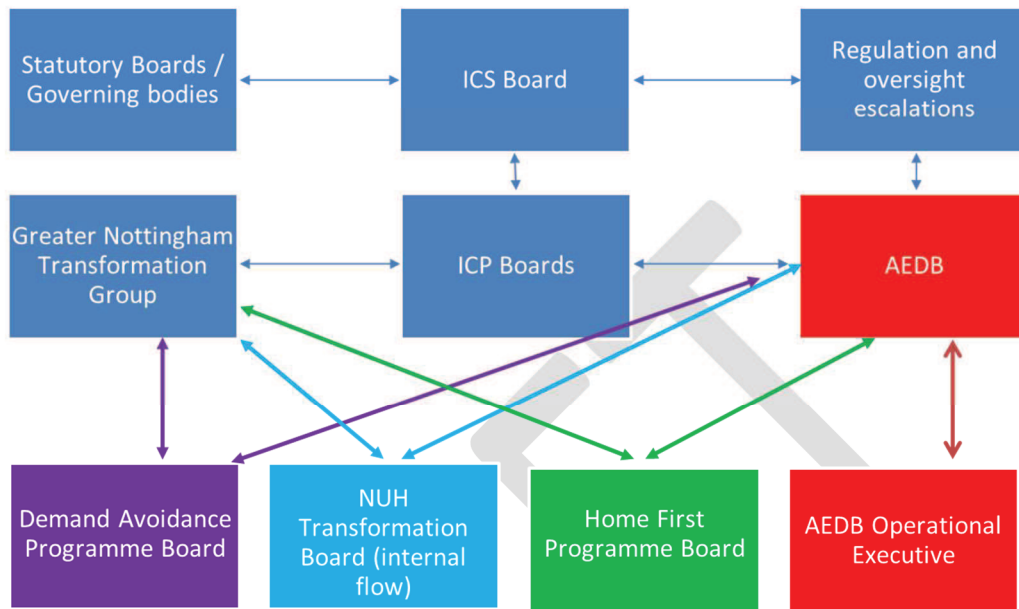 Statutory Boards /
Governing bodies
ICS Board
Regulation and
oversight
escalations
Greater Nottingham
Transformation
Group
ICP Boards
AEDB
Demand Avoidance
Programme Board
NUH
Transformation
Board (internal
flow)
Home First
Programme Board
AEDB Operational
Executive